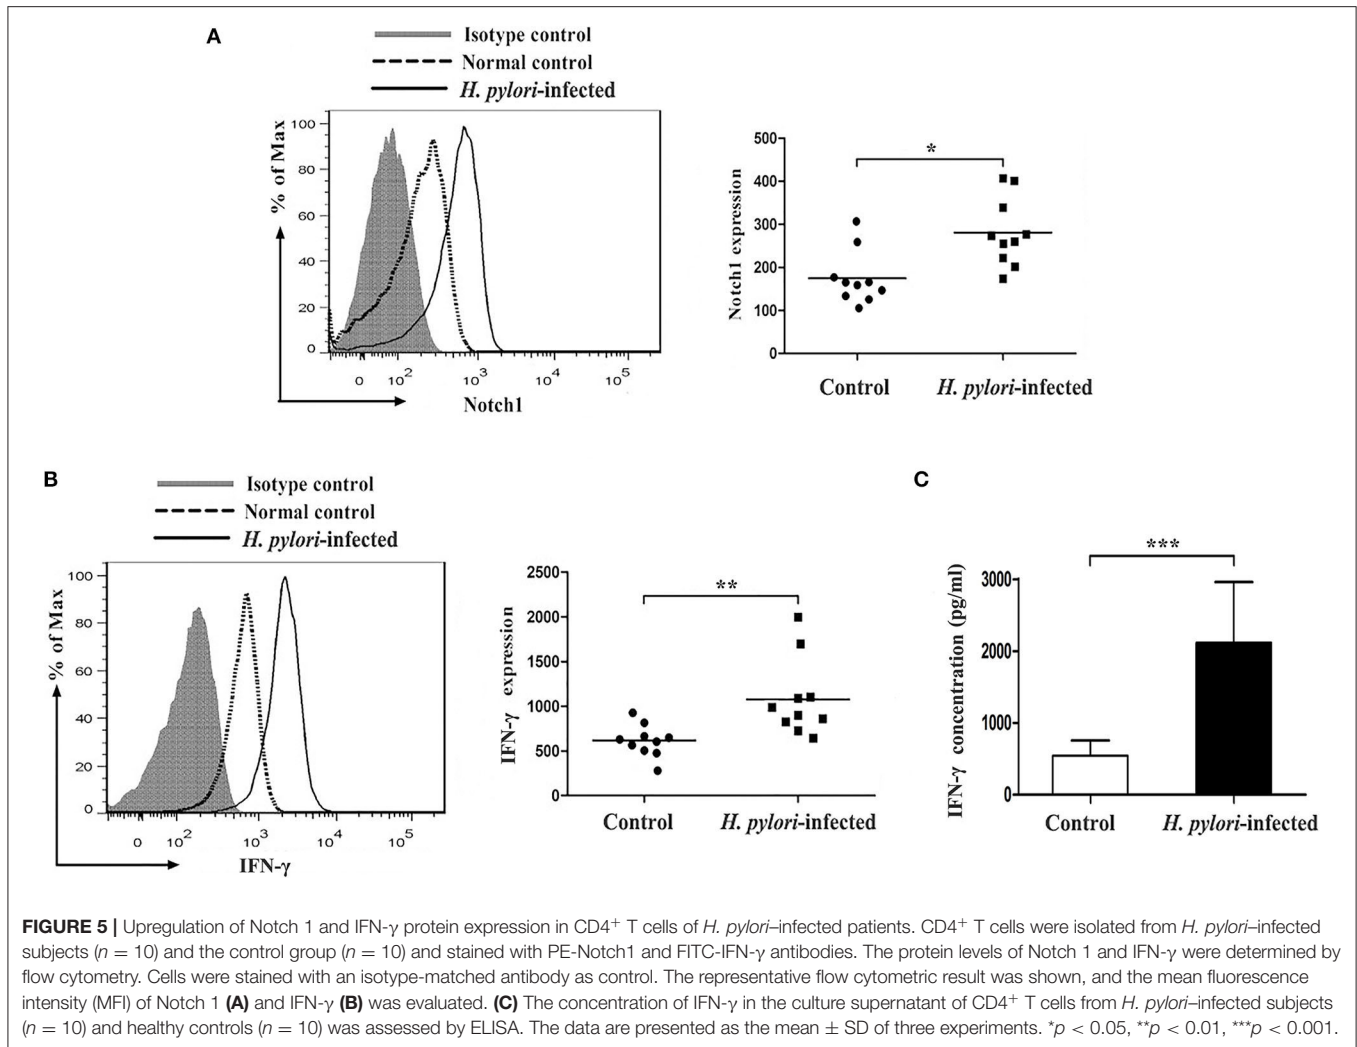 A
Isotype control
Normal control
H. pylori-infected
% of Max
100
80
60
40
20
0
0 10² 10³ 10⁴ 10⁵
Notch1
Notch1 expression
500
400
300
200
100
0
*
Control H. pylori-infected
B
Isotype control
Normal control
H. pylori-infected
% of Max
100
80
60
40
20
0
0 10² 10³ 10⁴ 10⁵
IFN-γ
IFN-γ expression
2500
2000
1500
1000
500
0
**
Control H. pylori-infected
C
IFN-γ concentration (pg/ml)
3000
2000
1000
0
***
Control H. pylori-infected
FIGURE 5 | Upregulation of Notch 1 and IFN-γ protein expression in CD4⁺ T cells of H. pylori–infected patients. CD4⁺ T cells were isolated from H. pylori–infected
subjects (n = 10) and the control group (n = 10) and stained with PE-Notch1 and FITC-IFN-γ antibodies. The protein levels of Notch 1 and IFN-γ were determined by
flow cytometry. Cells were stained with an isotype-matched antibody as control. The representative flow cytometric result was shown, and the mean fluorescence
intensity (MFI) of Notch 1 (A) and IFN-γ (B) was evaluated. (C) The concentration of IFN-γ in the culture supernatant of CD4⁺ T cells from H. pylori–infected subjects
(n = 10) and healthy controls (n = 10) was assessed by ELISA. The data are presented as the mean ± SD of three experiments. *p < 0.05, **p < 0.01, ***p < 0.001.